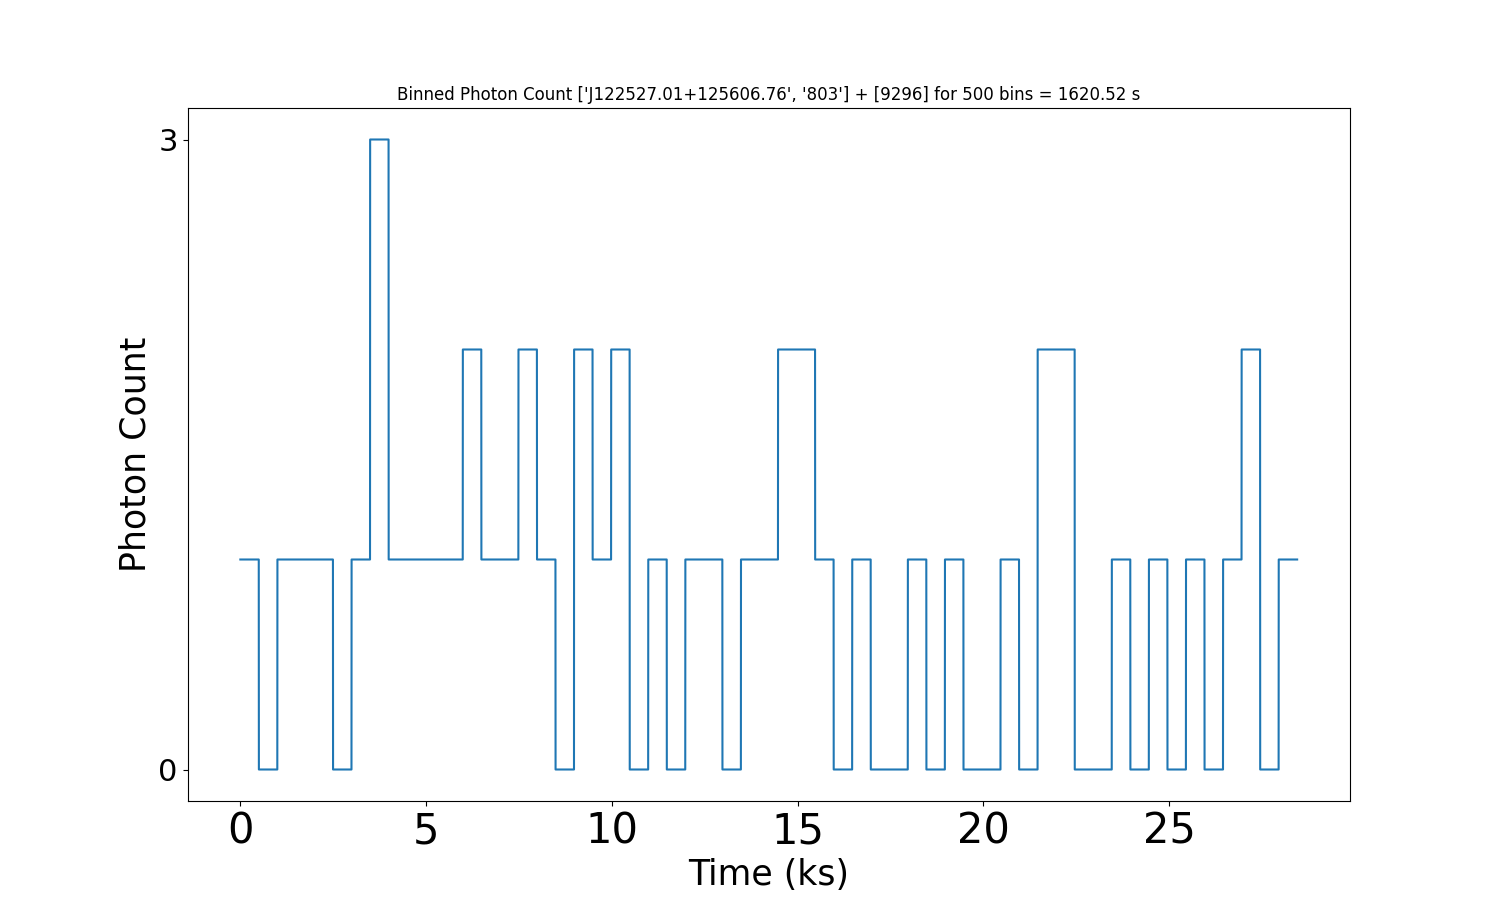 Binned Photon Count ['J122527.01+125606.76', '803'] + [9296] for 500 bins = 1620.52 s
3
0
Photon Count
0 5 10 15 20 25
Time (ks)